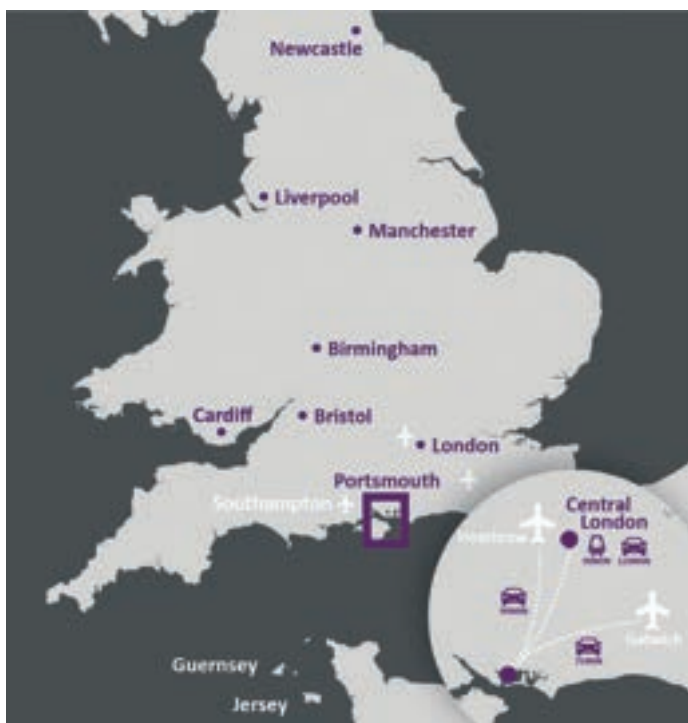 Newcastle
Liverpool
Manchester
Birmingham
Cardiff
Bristol
London
Portsmouth
Southampton
Central
London
Heathrow
Gatwick
Guernsey
Jersey